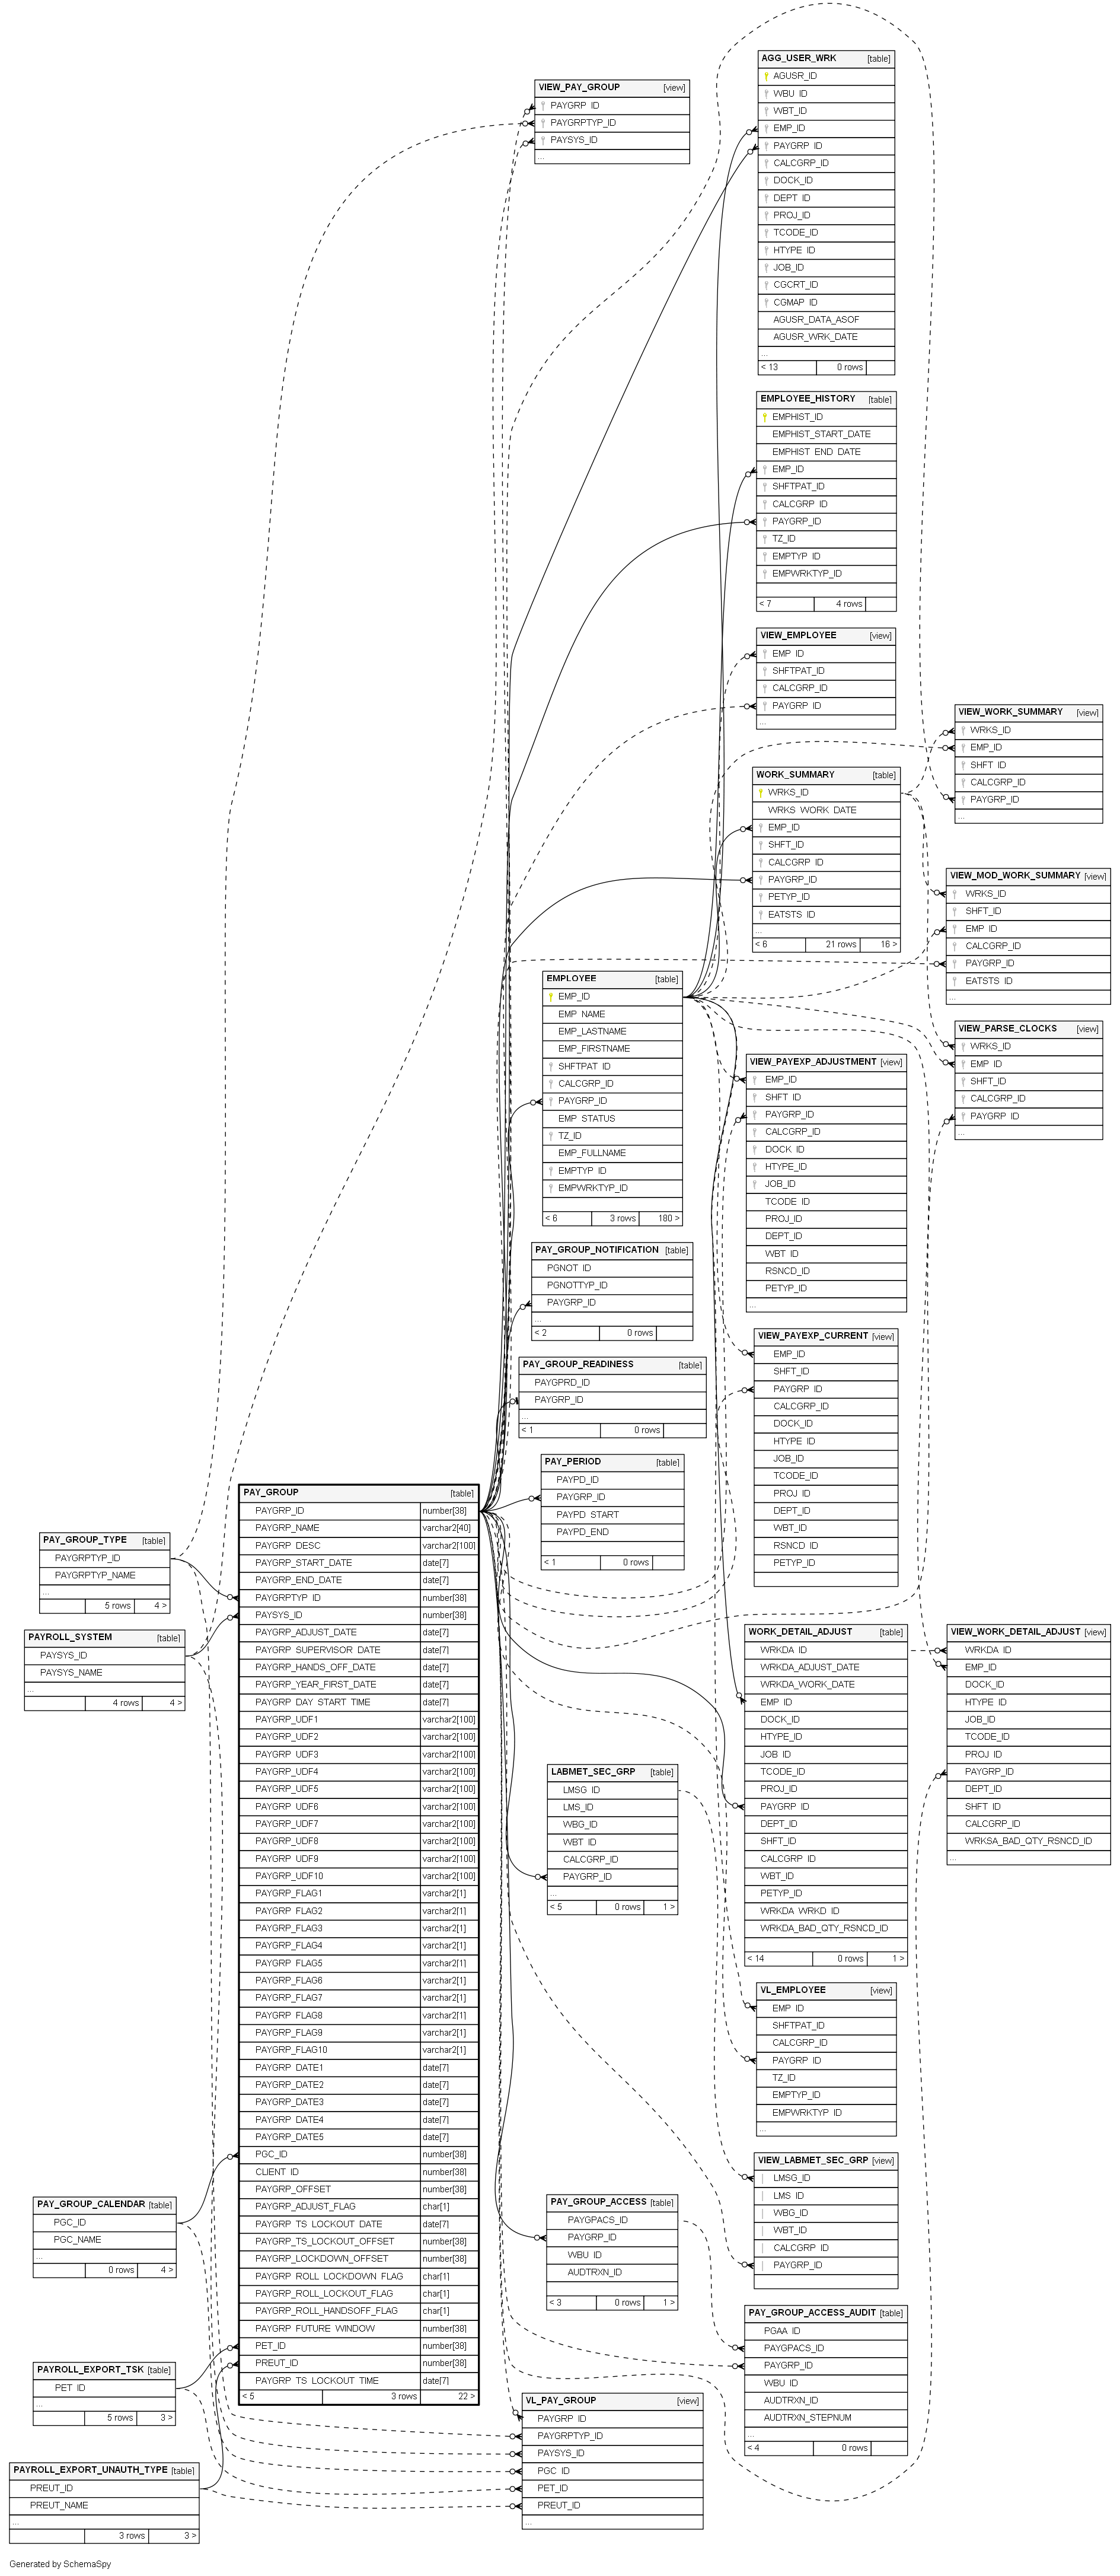 AGG_USER_WRK [table]
AGUSR_ID
WBU_ID
WBT_ID
EMP_ID
PAYGRP_ID
CALCGRP_ID
DOCK_ID
DEPT_ID
PROJ_ID
TCODE_ID
HTYPE_ID
JOB_ID
CGCRT_ID
CGMAP_ID
AGUSR_DATA_ASOF
AGUSR_WRK_DATE
...
< 13 0 rows
VIEW_PAY_GROUP [view]
PAYGRP_ID
PAYGRPTYP_ID
PAYSYS_ID
...
EMPLOYEE_HISTORY [table]
EMPHIST_ID
EMPHIST_START_DATE
EMPHIST_END_DATE
EMP_ID
SHFTPAT_ID
CALCGRP_ID
PAYGRP_ID
TZ_ID
EMPTYP_ID
EMPWRKTYP_ID
< 7 4 rows
VIEW_EMPLOYEE [view]
EMP_ID
SHFTPAT_ID
CALCGRP_ID
PAYGRP_ID
...
VIEW_WORK_SUMMARY [view]
WRKS_ID
EMP_ID
SHFT_ID
CALCGRP_ID
PAYGRP_ID
...
WORK_SUMMARY [table]
WRKS_ID
WRKS_WORK_DATE
EMP_ID
SHFT_ID
CALCGRP_ID
PAYGRP_ID
PETYP_ID
EATSTS_ID
...
< 6 21 rows 16 >
VIEW_MOD_WORK_SUMMARY [view]
WRKS_ID
SHFT_ID
EMP_ID
CALCGRP_ID
PAYGRP_ID
EATSTS_ID
...
EMPLOYEE [table]
EMP_ID
EMP_NAME
EMP_LASTNAME
EMP_FIRSTNAME
SHFTPAT_ID
CALCGRP_ID
PAYGRP_ID
EMP_STATUS
TZ_ID
EMP_FULLNAME
EMPTYP_ID
EMPWRKTYP_ID
< 6 3 rows 180 >
VIEW_PARSE_CLOCKS [view]
WRKS_ID
EMP_ID
SHFT_ID
CALCGRP_ID
PAYGRP_ID
...
VIEW_PAYEXP_ADJUSTMENT [view]
EMP_ID
SHFT_ID
PAYGRP_ID
CALCGRP_ID
DOCK_ID
HTYPE_ID
JOB_ID
TCODE_ID
PROJ_ID
DEPT_ID
WBT_ID
RSNCD_ID
PETYP_ID
...
PAY_GROUP_NOTIFICATION [table]
PGNOT_ID
PGNOTTYP_ID
PAYGRP_ID
...
< 2 0 rows
VIEW_PAYEXP_CURRENT [view]
EMP_ID
SHFT_ID
PAYGRP_ID
CALCGRP_ID
DOCK_ID
HTYPE_ID
JOB_ID
TCODE_ID
PROJ_ID
DEPT_ID
WBT_ID
RSNCD_ID
PETYP_ID
PAY_GROUP_READINESS [table]
PAYGPRD_ID
PAYGRP_ID
...
< 1 0 rows
PAY_PERIOD [table]
PAYPD_ID
PAYGRP_ID
PAYPD_START
PAYPD_END
< 1 0 rows
PAY_GROUP [table]
PAYGRP_ID number[38]
PAYGRP_NAME varchar2[40]
PAYGRP_DESC varchar2[100]
PAYGRP_START_DATE date[7]
PAYGRP_END_DATE date[7]
PAYGRPTYP_ID number[38]
PAYSYS_ID number[38]
PAYGRP_ADJUST_DATE date[7]
PAYGRP_SUPERVISOR_DATE date[7]
PAYGRP_HANDS_OFF_DATE date[7]
PAYGRP_YEAR_FIRST_DATE date[7]
PAYGRP_DAY_START_TIME date[7]
PAYGRP_UDF1 varchar2[100]
PAYGRP_UDF2 varchar2[100]
PAYGRP_UDF3 varchar2[100]
PAYGRP_UDF4 varchar2[100]
PAYGRP_UDF5 varchar2[100]
PAYGRP_UDF6 varchar2[100]
PAYGRP_UDF7 varchar2[100]
PAYGRP_UDF8 varchar2[100]
PAYGRP_UDF9 varchar2[100]
PAYGRP_UDF10 varchar2[100]
PAYGRP_FLAG1 varchar2[1]
PAYGRP_FLAG2 varchar2[1]
PAYGRP_FLAG3 varchar2[1]
PAYGRP_FLAG4 varchar2[1]
PAYGRP_FLAG5 varchar2[1]
PAYGRP_FLAG6 varchar2[1]
PAYGRP_FLAG7 varchar2[1]
PAYGRP_FLAG8 varchar2[1]
PAYGRP_FLAG9 varchar2[1]
PAYGRP_FLAG10 varchar2[1]
PAYGRP_DATE1 date[7]
PAYGRP_DATE2 date[7]
PAYGRP_DATE3 date[7]
PAYGRP_DATE4 date[7]
PAYGRP_DATE5 date[7]
PGC_ID number[38]
CLIENT_ID number[38]
PAYGRP_OFFSET number[38]
PAYGRP_ADJUST_FLAG char[1]
PAYGRP_TS_LOCKOUT_DATE date[7]
PAYGRP_TS_LOCKOUT_OFFSET number[38]
PAYGRP_LOCKDOWN_OFFSET number[38]
PAYGRP_ROLL_LOCKDOWN_FLAG char[1]
PAYGRP_ROLL_LOCKOUT_FLAG char[1]
PAYGRP_ROLL_HANDSOFF_FLAG char[1]
PAYGRP_FUTURE_WINDOW number[38]
PET_ID number[38]
PREUT_ID number[38]
PAYGRP_TS_LOCKOUT_TIME date[7]
< 5 3 rows 22 >
PAY_GROUP_TYPE [table]
PAYGRPTYP_ID
PAYGRPTYP_NAME
...
5 rows 4 >
PAYROLL_SYSTEM [table]
PAYSYS_ID
PAYSYS_NAME
...
4 rows 4 >
WORK_DETAIL_ADJUST [table]
WRKDA_ID
WRKDA_ADJUST_DATE
WRKDA_WORK_DATE
EMP_ID
DOCK_ID
HTYPE_ID
JOB_ID
TCODE_ID
PROJ_ID
PAYGRP_ID
DEPT_ID
SHFT_ID
CALCGRP_ID
WBT_ID
PETYP_ID
WRKDA_WRKD_ID
WRKDA_BAD_QTY_RSNCD_ID
< 14 0 rows 1 >
VIEW_WORK_DETAIL_ADJUST [view]
WRKDA_ID
EMP_ID
DOCK_ID
HTYPE_ID
JOB_ID
TCODE_ID
PROJ_ID
PAYGRP_ID
DEPT_ID
SHFT_ID
CALCGRP_ID
WRKSA_BAD_QTY_RSNCD_ID
...
LABMET_SEC_GRP [table]
LMSG_ID
LMS_ID
WBG_ID
WBT_ID
CALCGRP_ID
PAYGRP_ID
...
< 5 0 rows 1 >
VL_EMPLOYEE [view]
EMP_ID
SHFTPAT_ID
CALCGRP_ID
PAYGRP_ID
TZ_ID
EMPTYP_ID
EMPWRKTYP_ID
...
VIEW_LABMET_SEC_GRP [view]
LMSG_ID
LMS_ID
WBG_ID
WBT_ID
CALCGRP_ID
PAYGRP_ID
PAY_GROUP_CALENDAR [table]
PGC_ID
PGC_NAME
...
0 rows 4 >
PAY_GROUP_ACCESS [table]
PAYGPACS_ID
PAYGRP_ID
WBU_ID
AUDTRXN_ID
< 3 0 rows 1 >
PAY_GROUP_ACCESS_AUDIT [table]
PGAA_ID
PAYGPACS_ID
PAYGRP_ID
WBU_ID
AUDTRXN_ID
AUDTRXN_STEPNUM
...
< 4 0 rows
PAYROLL_EXPORT_TSK [table]
PET_ID
...
5 rows 3 >
VL_PAY_GROUP [view]
PAYGRP_ID
PAYGRPTYP_ID
PAYSYS_ID
PGC_ID
PET_ID
PREUT_ID
...
PAYROLL_EXPORT_UNAUTH_TYPE [table]
PREUT_ID
PREUT_NAME
...
3 rows 3 >
Generated by SchemaSpy